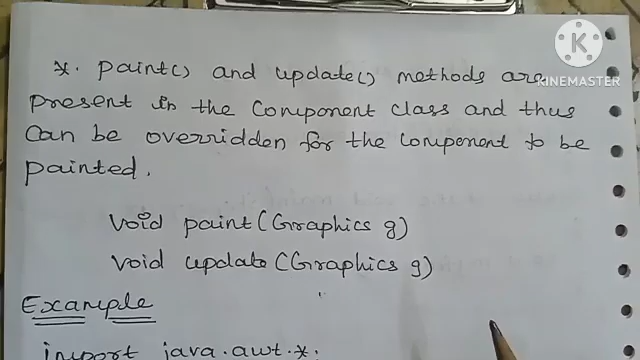 *. paint() and update() methods are
present in the component class and thus
can be overridden for the component to be
painted.
void paint(Graphics g)
void update(Graphics g)
Example
import java.awt.*;
KINEMASTER